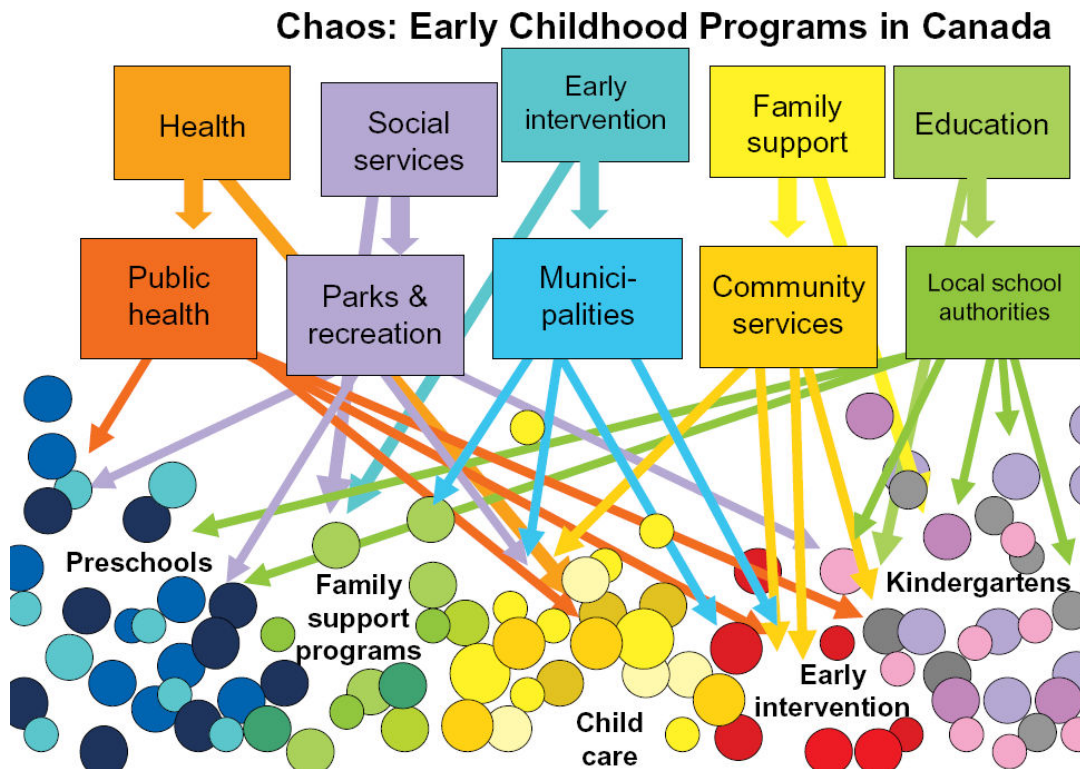 Chaos: Early Childhood Programs in Canada
Health
Social
services
Early
intervention
Family
support
Education
Public
health
Parks &
recreation
Munici-
palities
Community
services
Local school
authorities
Preschools
Family
support
programs
Child
care
Early
intervention
Kindergartens